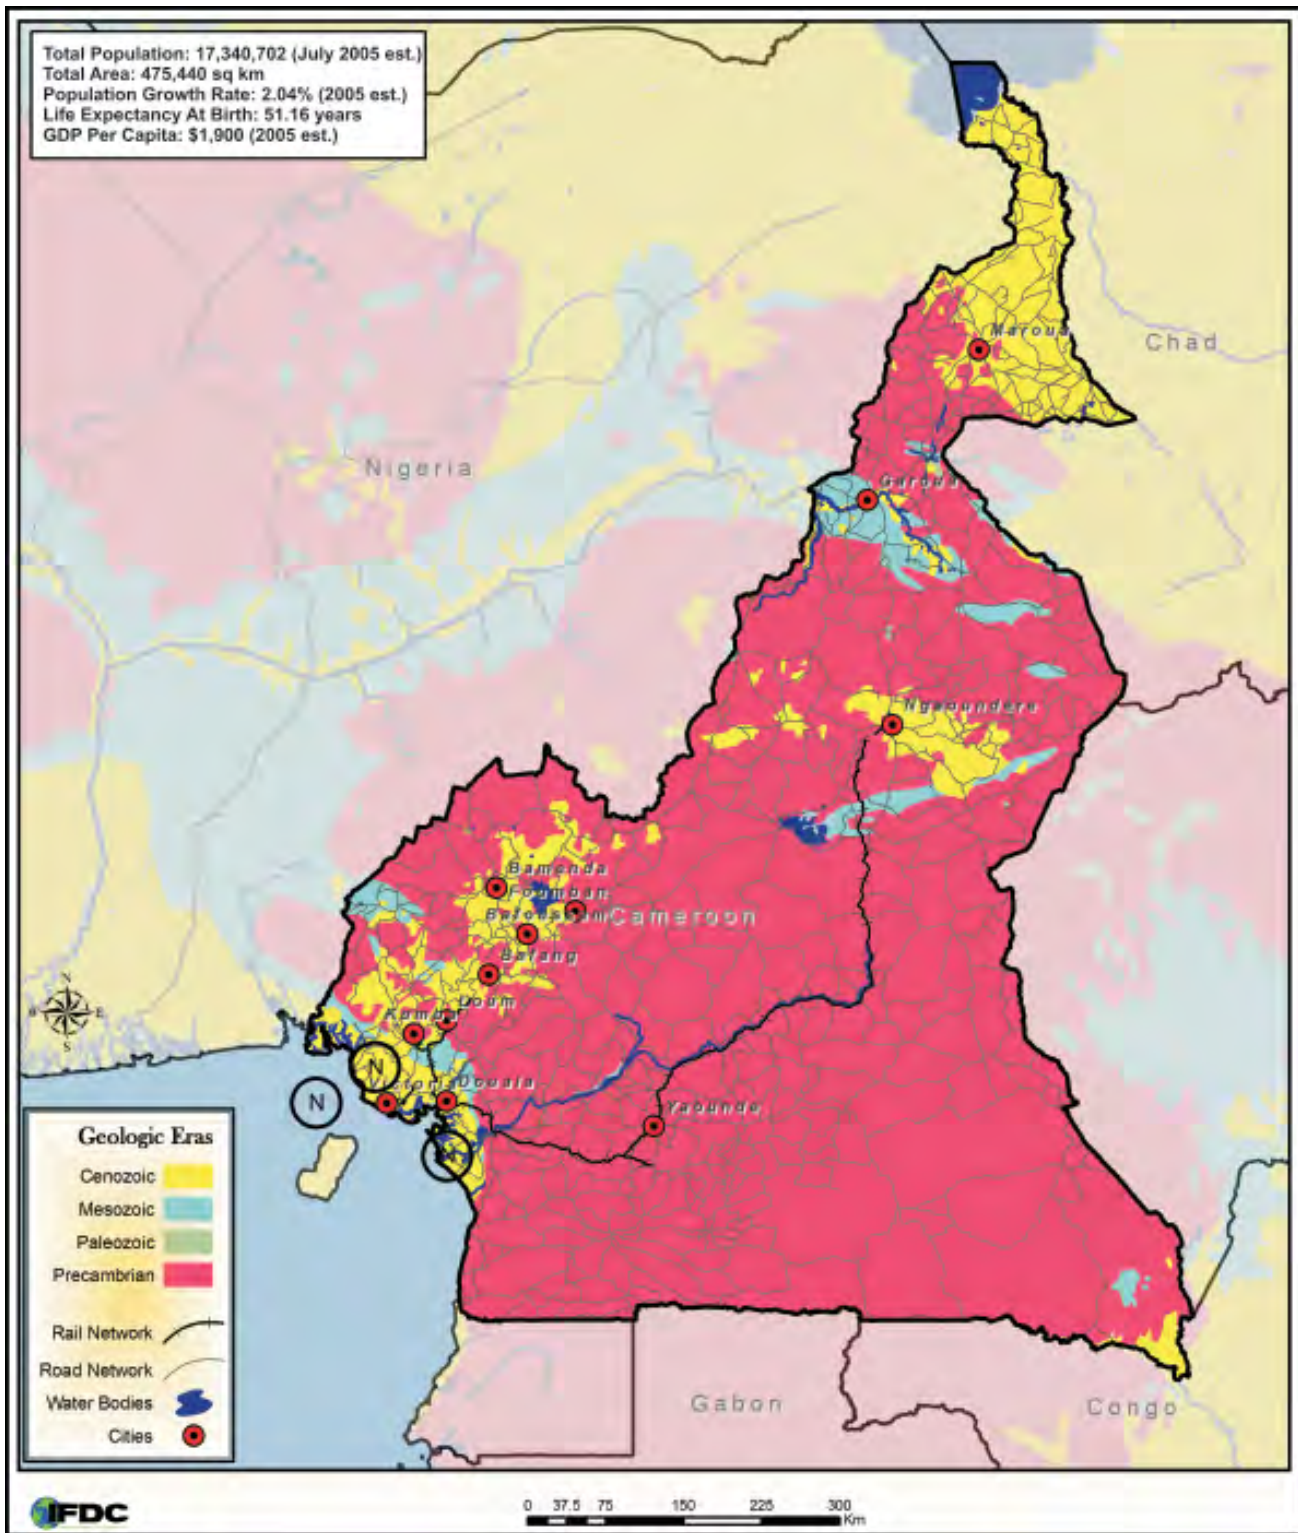 Total Population: 17,340,702 (July 2005 est.)
Total Area: 475,440 sq km
Population Growth Rate: 2.04% (2005 est.)
Life Expectancy At Birth: 51.16 years
GDP Per Capita: $1,900 (2005 est.)
Maroua
Chad
Nigeria
Garoua
Ngaoundere
Bamenda
Foumban
Bafoussam
Cameroon
Bafang
N
E
S
Kumba
N
Victoria
Douala
N
Yaounde
Geologic Eras
Cenozoic
Mesozoic
Paleozoic
Precambrian
Rail Network
Road Network
Water Bodies
Cities
Gabon
Congo
IFDC
0 37.5 75 150 225 300
Km